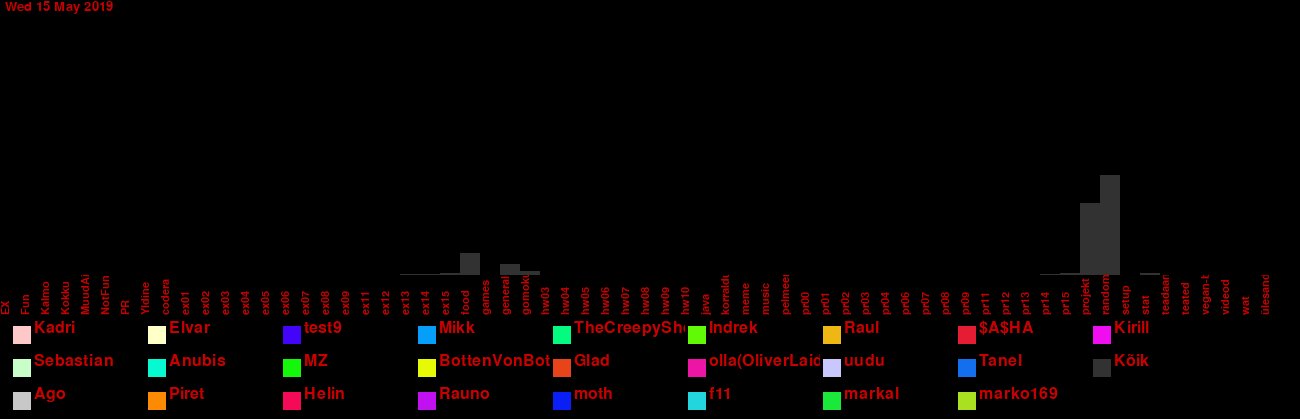 Wed 15 May 2019
EX Fun Kalmo Kokku NotFun PR Yldine codera ex01 ex02 ex03 ex04 ex05 ex06 ex07 ex08 ex09 ex10 ex11 ex12 ex13 ex14 ex15 food games general gomoku hw03 hw04 hw05 hw06 hw07 hw08 hw09 hw10 java korraldu meme music pelmeer pr00 pr01 pr02 pr03 pr04 pr06 pr07 pr08 pr09 pr11 pr12 pr13 pr14 pr15 projekt random setup stat teadaan teated vegan-t videod wat ülesand
Kadri Elvar test9 Mikk TheCreepyShe Indrek Raul $A$HA Kirill
Sebastian Anubis MZ BottenVonBot Glad olla(OliverLaid uudu Tanel Kõik
Ago Piret Helin Rauno moth f11 markal marko169